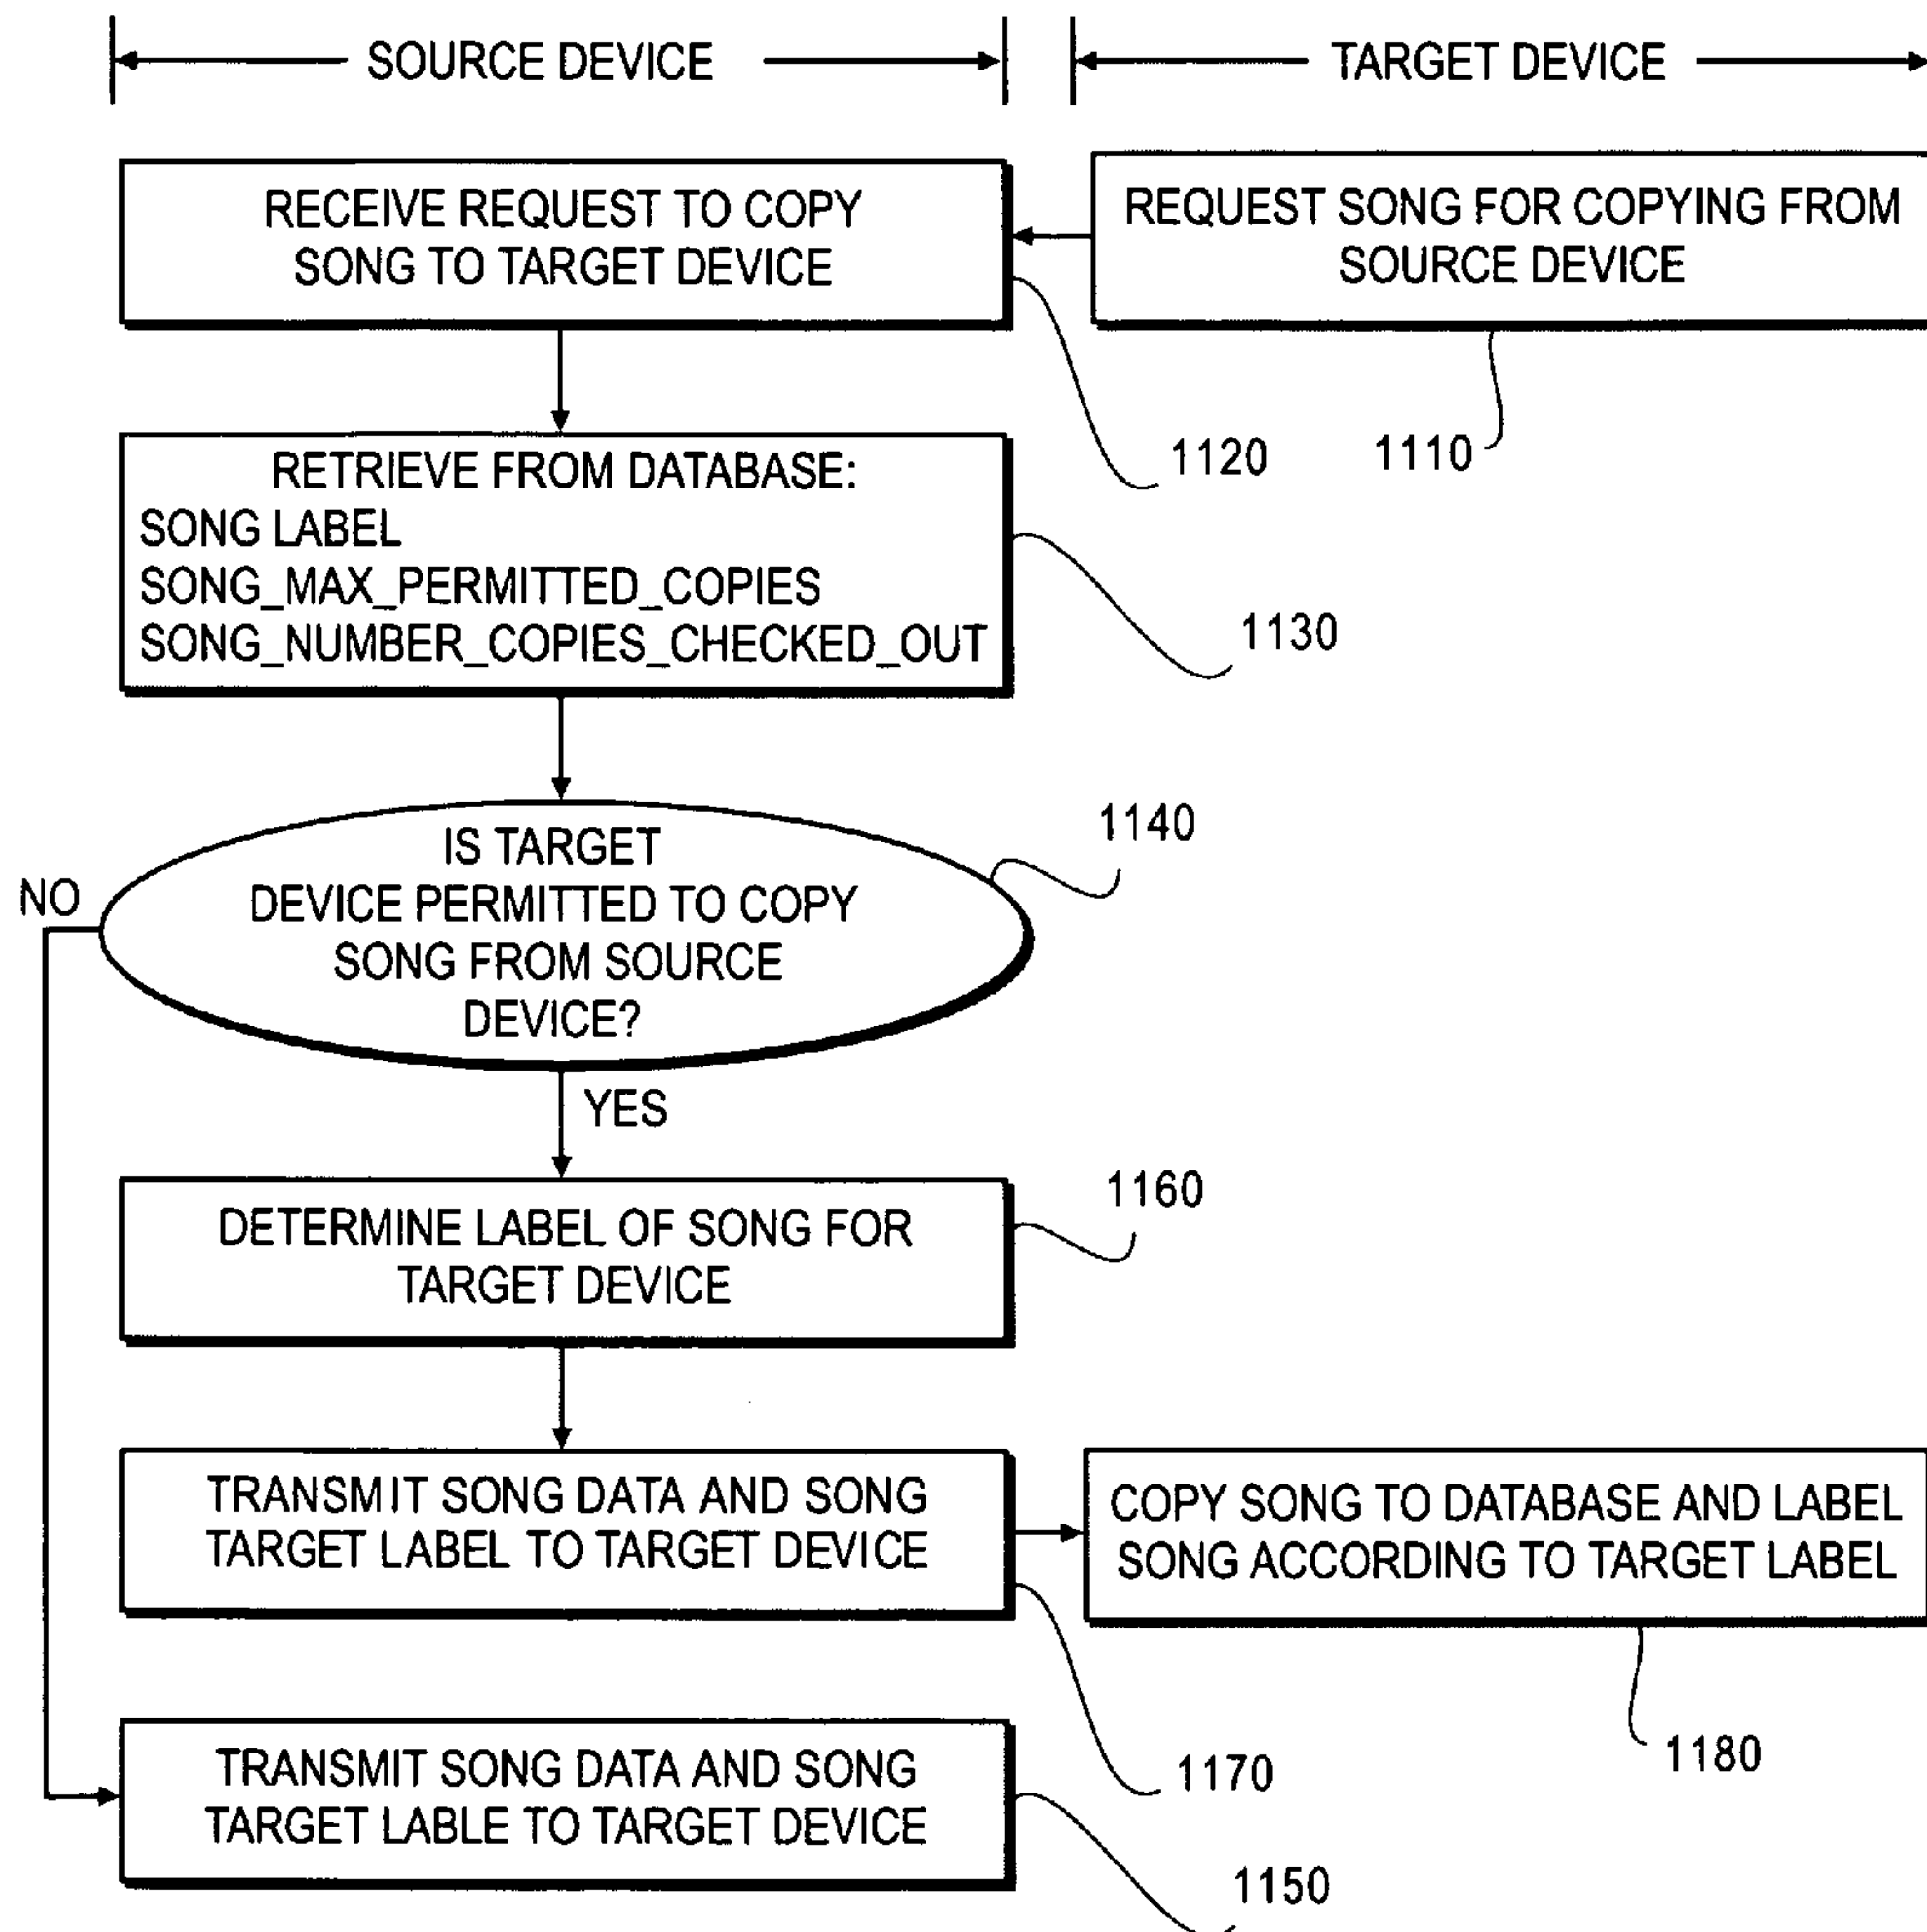 SOURCE DEVICE
TARGET DEVICE
RECEIVE REQUEST TO COPY
SONG TO TARGET DEVICE
REQUEST SONG FOR COPYING FROM
SOURCE DEVICE
1120
1110
RETRIEVE FROM DATABASE:
SONG LABEL
SONG_MAX_PERMITTED_COPIES
SONG_NUMBER_COPIES_CHECKED_OUT
1130
IS TARGET
DEVICE PERMITTED TO COPY
SONG FROM SOURCE
DEVICE?
1140
NO
YES
DETERMINE LABEL OF SONG FOR
TARGET DEVICE
1160
TRANSMIT SONG DATA AND SONG
TARGET LABEL TO TARGET DEVICE
1170
COPY SONG TO DATABASE AND LABEL
SONG ACCORDING TO TARGET LABEL
1180
TRANSMIT SONG DATA AND SONG
TARGET LABLE TO TARGET DEVICE
1150